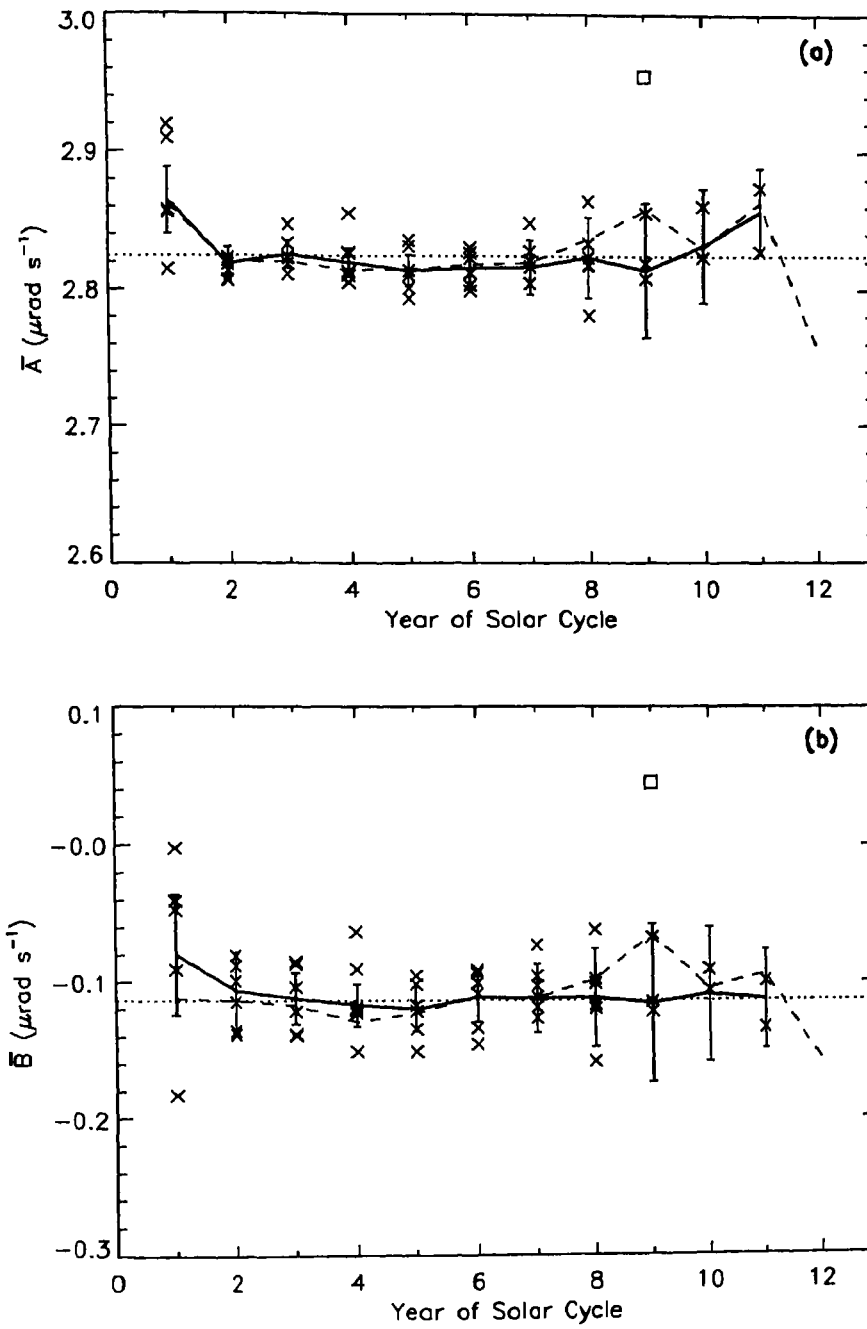 3.0
(a)
2.9
2.8
Ā (μrad s⁻¹)
2.7
2.6
0 2 4 6 8 10 12
Year of Solar Cycle
0.1
(b)
-0.0
-0.1
B̄ (μrad s⁻¹)
-0.2
-0.3
0 2 4 6 8 10 12
Year of Solar Cycle